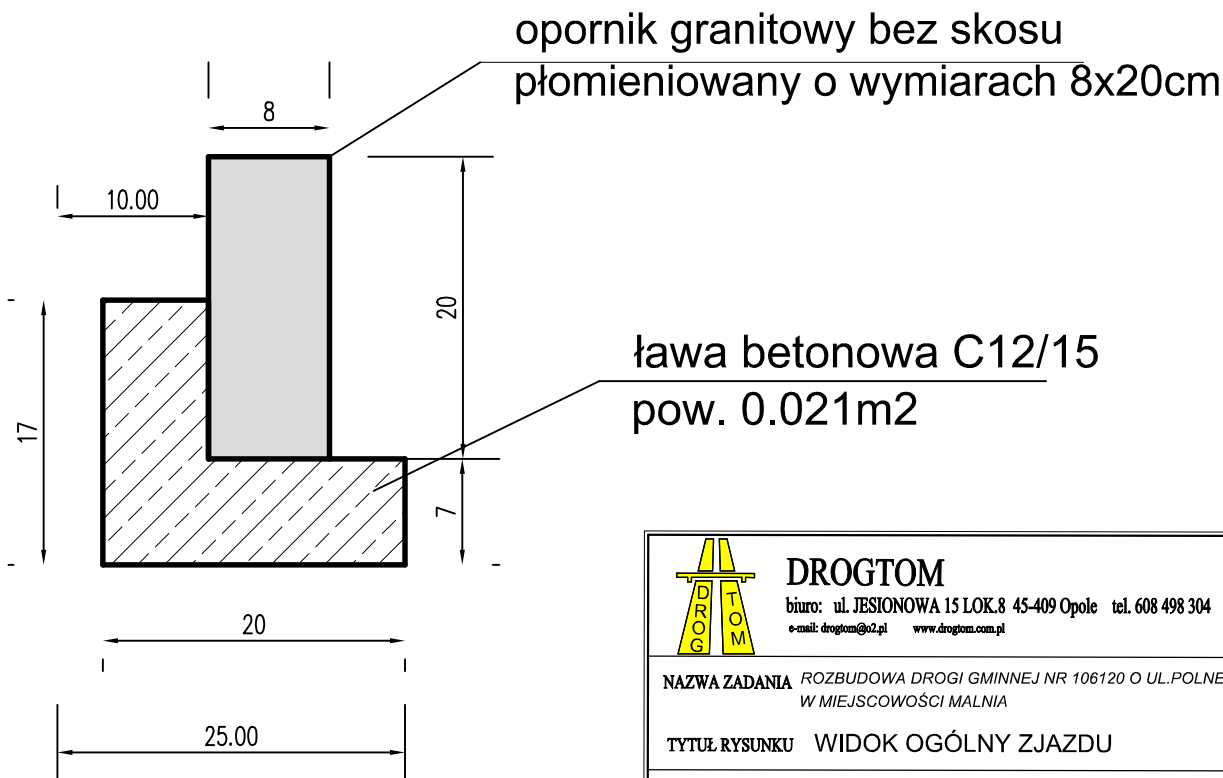 opornik granitowy bez skosu
płomieniowany o wymiarach 8x20cm
8
10.00
20
17
ława betonowa C12/15
pow. 0.021m2
7
20
25.00
DROG
TOM
DROGTOM
biuro: ul. JESIONOWA 15 LOK.8 45-409 Opole tel. 608 498 304
e-mail: drogtom@o2.pl www.drogtom.com.pl
NAZWA ZADANIA ROZBUDOWA DROGI GMINNEJ NR 106120 O UL.POLNE
W MIEJSCOWOŚCI MALNIA
TYTUŁ RYSUNKU WIDOK OGÓLNY ZJAZDU